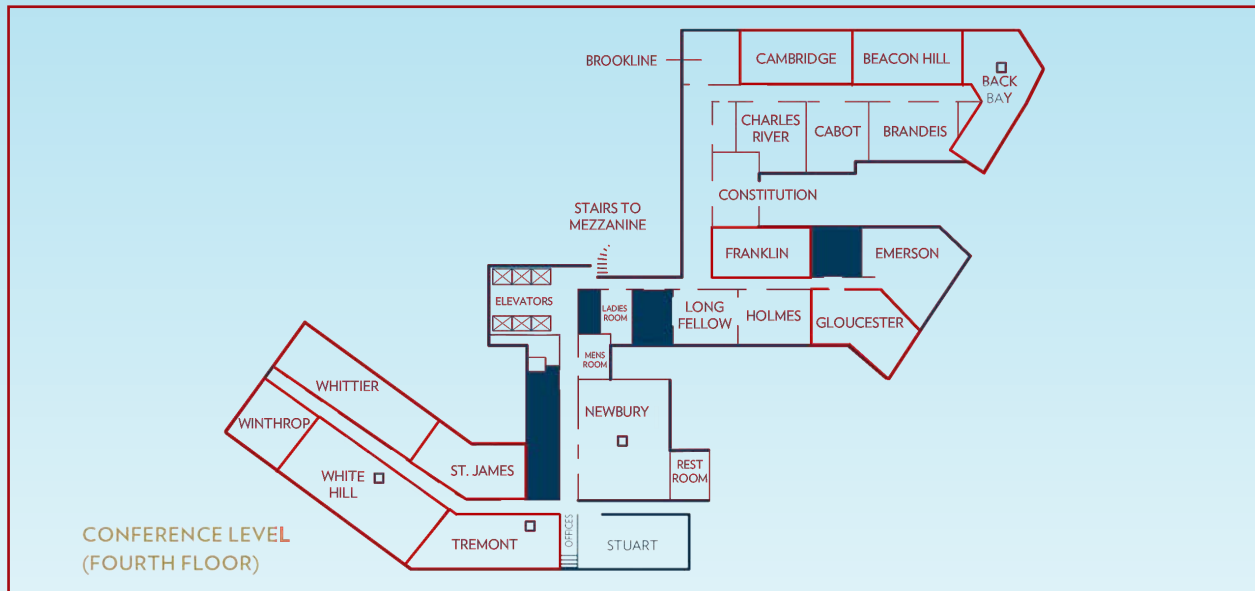 BROOKLINE
CAMBRIDGE
BEACON HILL
BACK
BAY
CHARLES
RIVER
CABOT
BRANDEIS
CONSTITUTION
STAIRS TO
MEZZANINE
FRANKLIN
EMERSON
ELEVATORS
LADIES
ROOM
LONG
FELLOW
HOLMES
GLOUCESTER
MENS
ROOM
WHITTIER
WINTHROP
NEWBURY
ST. JAMES
REST
ROOM
WHITE
HILL
TREMONT
OFFICES
STUART
CONFERENCE LEVEL
(FOURTH FLOOR)